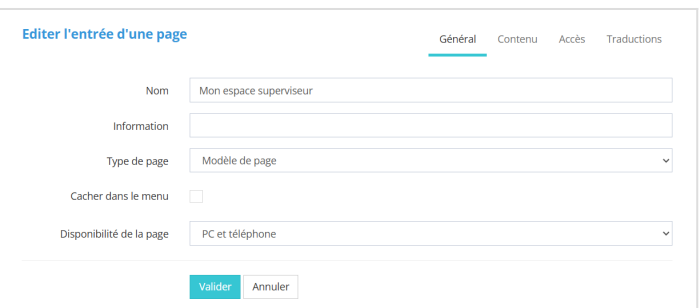 Editer l'entrée d'une page
Général Contenu Accès Traductions
Nom Mon espace superviseur
Information
Type de page Modèle de page
Cacher dans le menu
Disponibilité de la page PC et téléphone
Valider Annuler